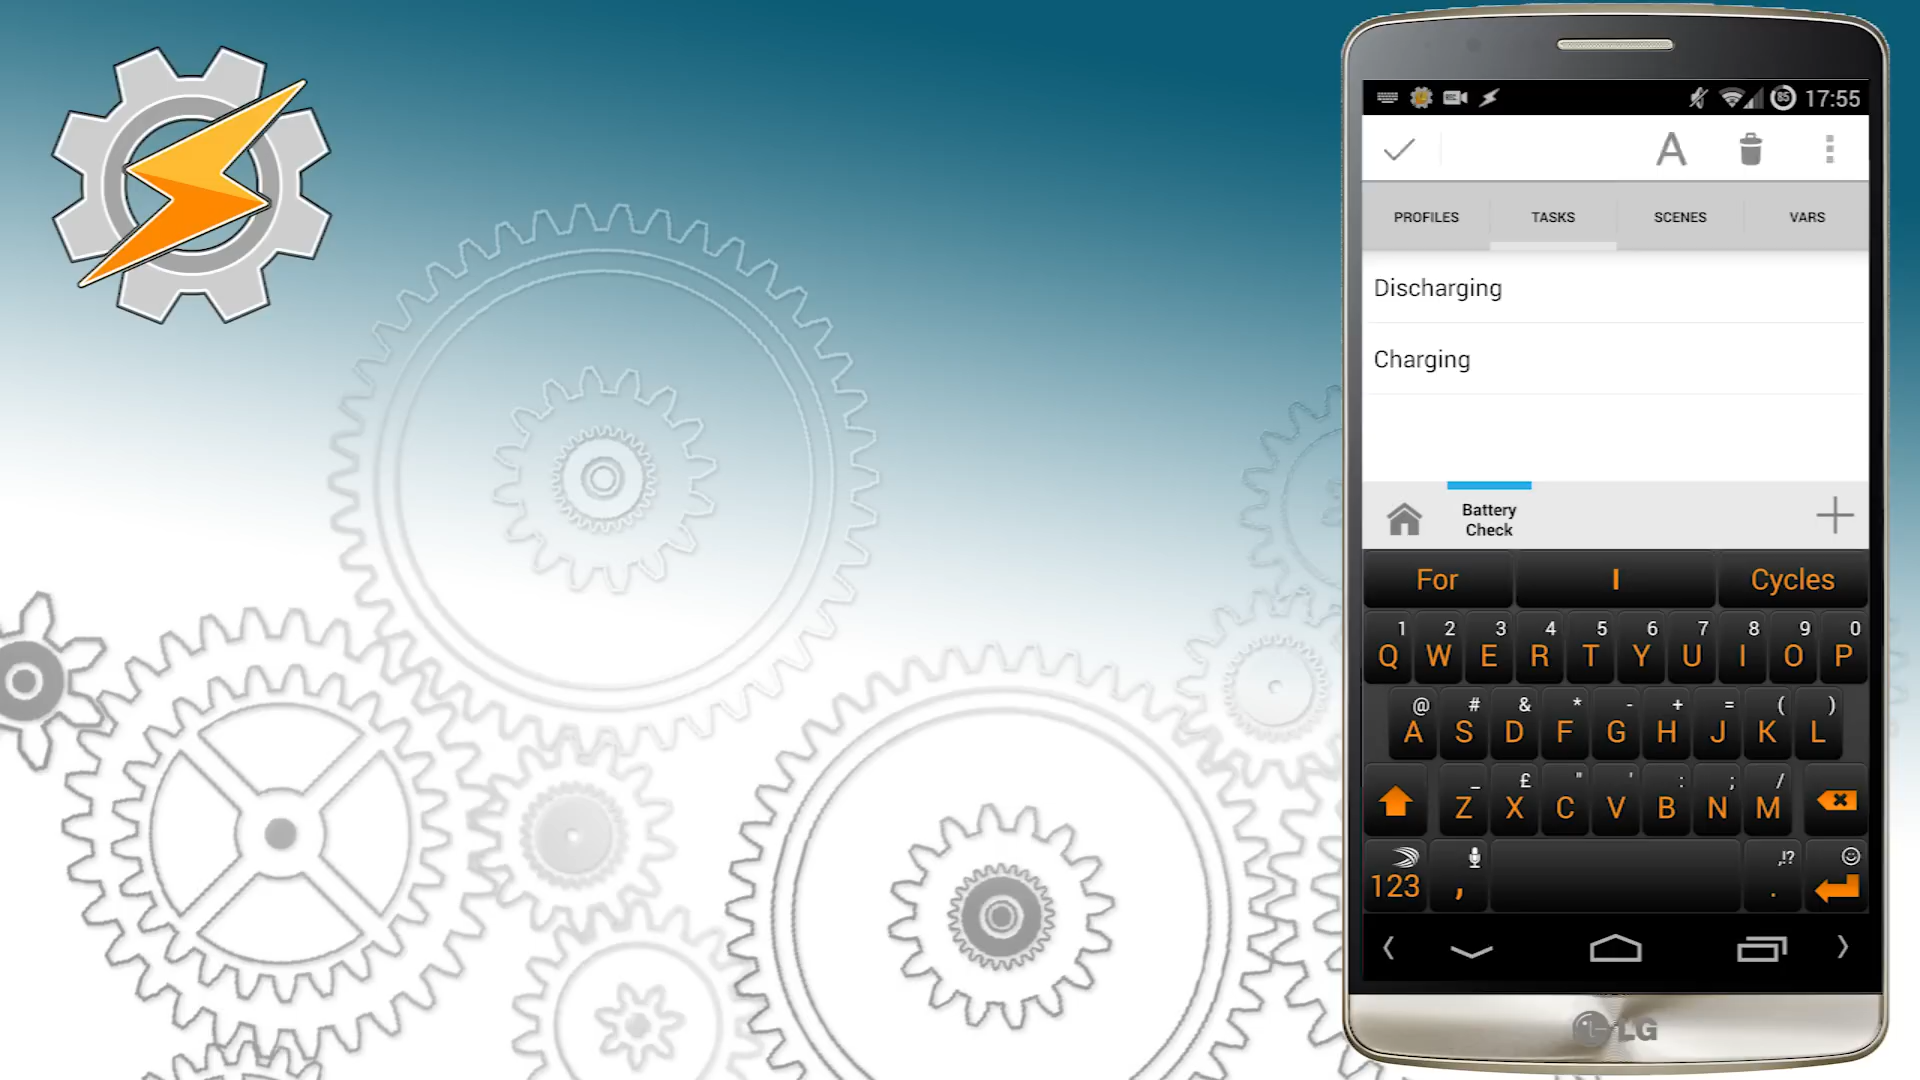 85 17:55
A
PROFILES TASKS SCENES VARS
Discharging
Charging
Battery
Check
For I Cycles
1 2 3 4 5 6 7 8 9 0
Q W E R T Y U I O P
@ # & * - + = ( )
A S D F G H J K L
_ £ " ' : ; /
Z X C V B N M
,!?
123 , .
LG